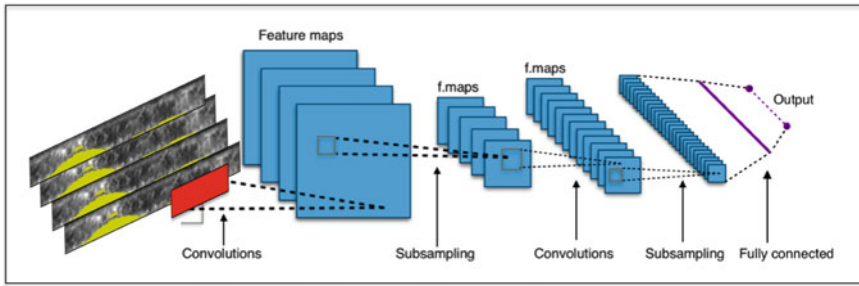 Feature maps
f.maps
f.maps
Output
Convolutions
Subsampling
Convolutions
Subsampling
Fully connected